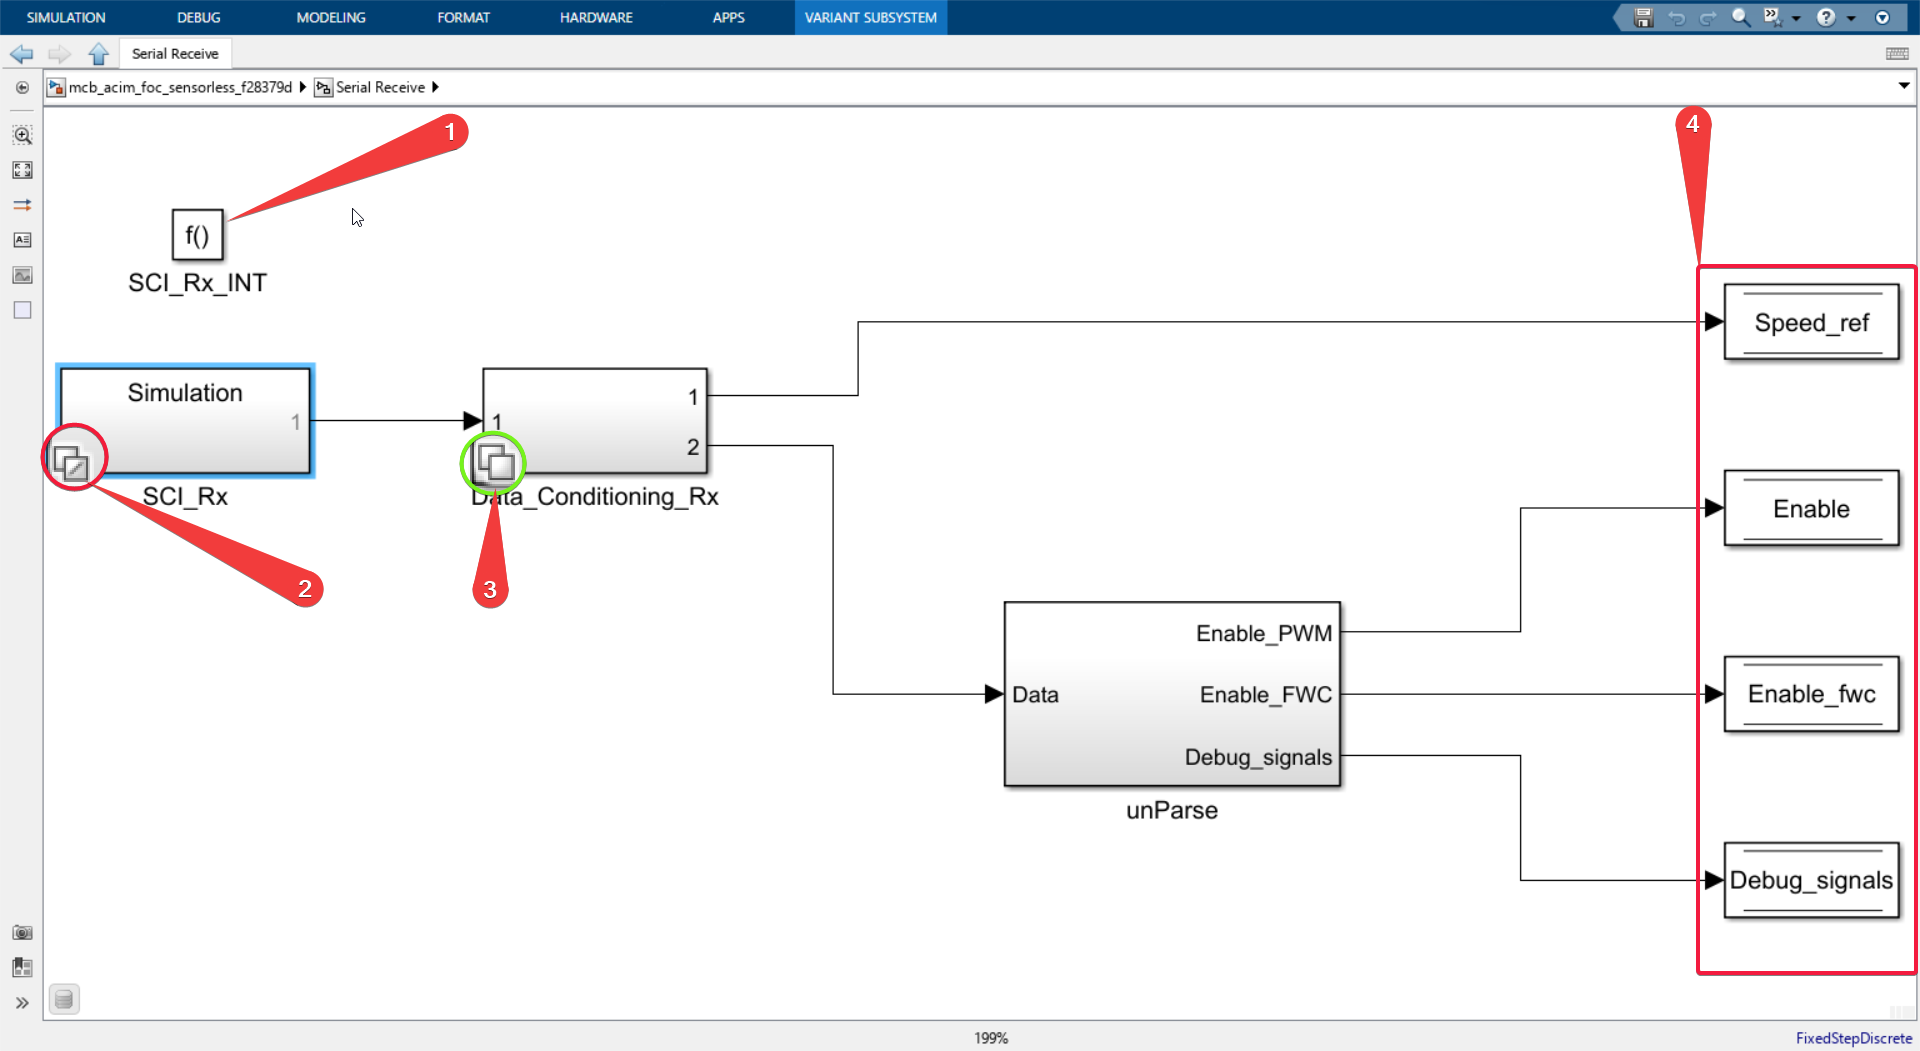 SIMULATION DEBUG MODELING FORMAT HARDWARE APPS VARIANT SUBSYSTEM
Serial Receive
mcb_acim_foc_sensorless_f28379d Serial Receive
1
4
f()
SCI_Rx_INT
Speed_ref
Simulation
1
SCI_Rx
1
1
2
Data_Conditioning_Rx
2
3
Enable
Data
Enable_PWM
Enable_FWC
Debug_signals
unParse
Enable_fwc
Debug_signals
199%
FixedStepDiscrete